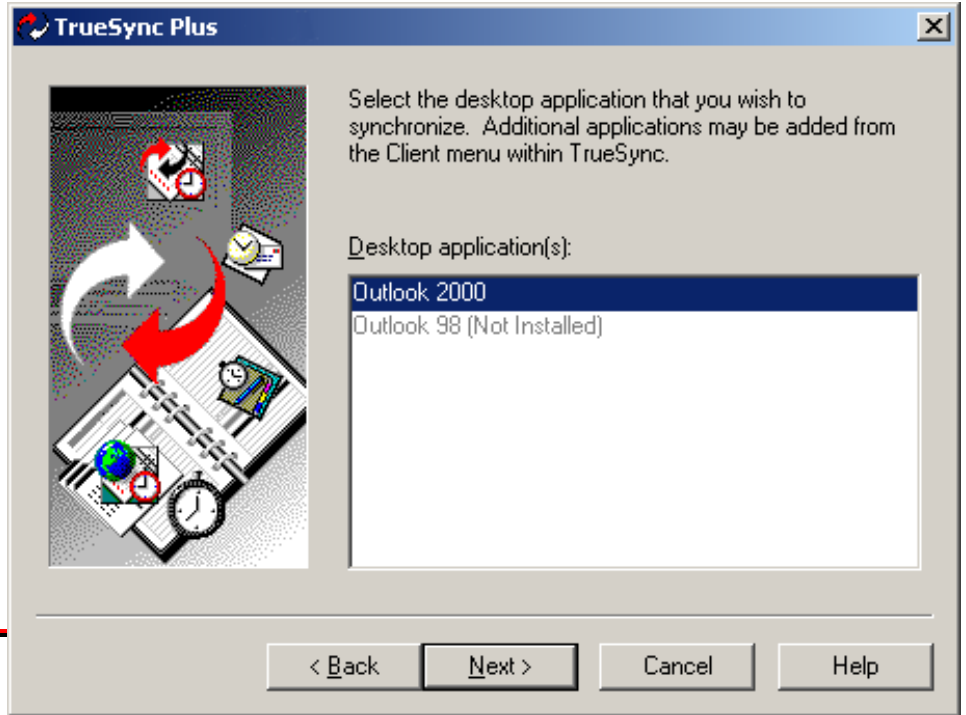 TrueSync Plus
Select the desktop application that you wish to
synchronize. Additional applications may be added from
the Client menu within TrueSync.
Desktop application(s):
Outlook 2000
Outlook 98 (Not Installed)
< Back
Next >
Cancel
Help